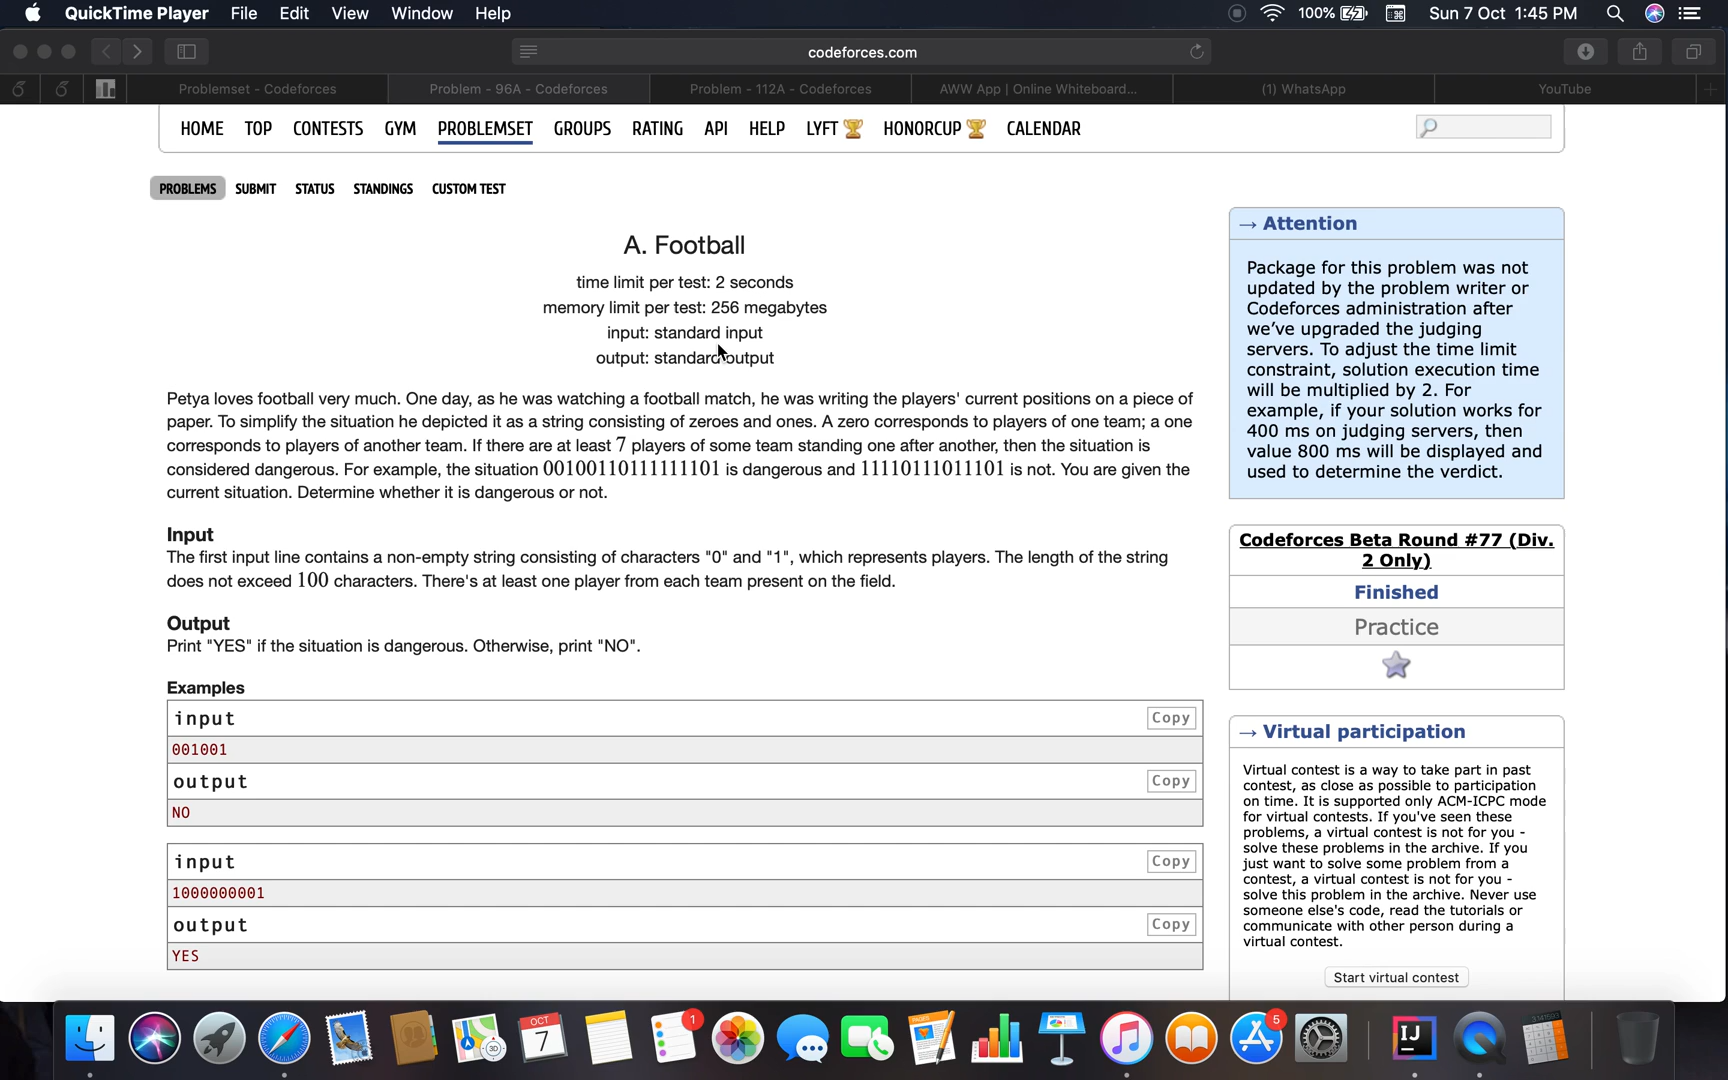 QuickTime Player File Edit View Window Help 100% Sun 7 Oct 1:45 PM
codeforces.com
Problemset - Codeforces Problem - 96A - Codeforces Problem - 112A - Codeforces AWW App | Online Whiteboard... (1) WhatsApp YouTube
HOME TOP CONTESTS GYM PROBLEMSET GROUPS RATING API HELP LYFT HONORCUP CALENDAR
PROBLEMS SUBMIT STATUS STANDINGS CUSTOM TEST
A. Football
time limit per test: 2 seconds
memory limit per test: 256 megabytes
input: standard input
output: standard output
Petya loves football very much. One day, as he was watching a football match, he was writing the players' current positions on a piece of
paper. To simplify the situation he depicted it as a string consisting of zeroes and ones. A zero corresponds to players of one team; a one
corresponds to players of another team. If there are at least 7 players of some team standing one after another, then the situation is
considered dangerous. For example, the situation 00100110111111101 is dangerous and 11110111011101 is not. You are given the
current situation. Determine whether it is dangerous or not.
Input
The first input line contains a non-empty string consisting of characters "0" and "1", which represents players. The length of the string
does not exceed 100 characters. There's at least one player from each team present on the field.
Output
Print "YES" if the situation is dangerous. Otherwise, print "NO".
Examples
input Copy
001001
output Copy
NO
input Copy
1000000001
output Copy
YES
→ Attention
Package for this problem was not
updated by the problem writer or
Codeforces administration after
we've upgraded the judging
servers. To adjust the time limit
constraint, solution execution time
will be multiplied by 2. For
example, if your solution works for
400 ms on judging servers, then
value 800 ms will be displayed and
used to determine the verdict.
Codeforces Beta Round #77 (Div.
2 Only)
Finished
Practice
→ Virtual participation
Virtual contest is a way to take part in past
contest, as close as possible to participation
on time. It is supported only ACM-ICPC mode
for virtual contests. If you've seen these
problems, a virtual contest is not for you -
solve these problems in the archive. If you
just want to solve some problem from a
contest, a virtual contest is not for you -
solve this problem in the archive. Never use
someone else's code, read the tutorials or
communicate with other person during a
virtual contest.
Start virtual contest
OCT
7
1
3D
PAGES
5
IJ